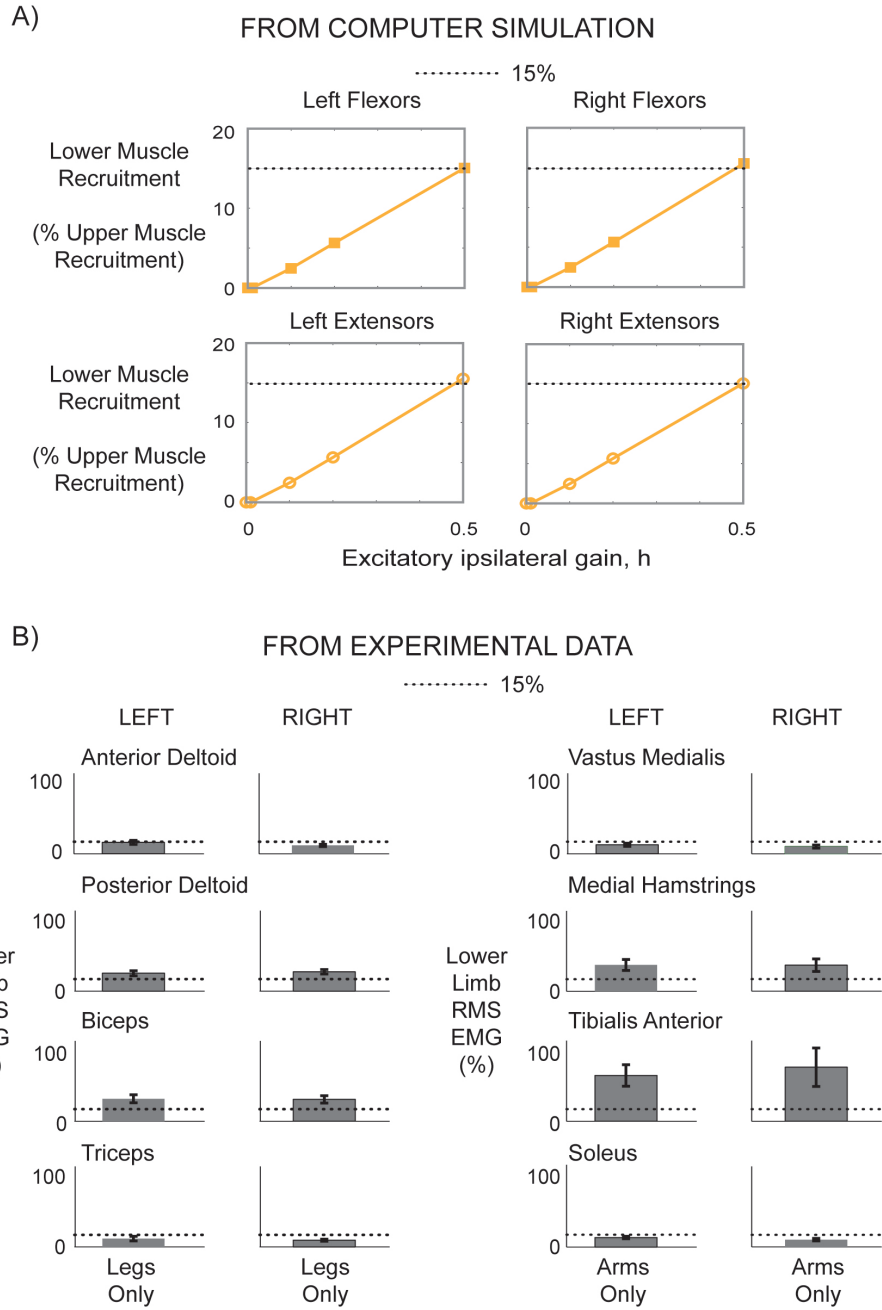 A)
FROM COMPUTER SIMULATION
15%
Left Flexors
Right Flexors
Lower Muscle
Recruitment
(% Upper Muscle
Recruitment)
20
10
0
Left Extensors
Right Extensors
Lower Muscle
Recruitment
(% Upper Muscle
Recruitment)
20
10
0
0
0.5
0
0.5
Excitatory ipsilateral gain, h
B)
FROM EXPERIMENTAL DATA
15%
LEFT
RIGHT
LEFT
RIGHT
Anterior Deltoid
Vastus Medialis
100
0
100
0
Posterior Deltoid
Medial Hamstrings
100
0
100
0
Lower
Limb
RMS
EMG
(%)
Biceps
Tibialis Anterior
100
0
100
0
Triceps
Soleus
100
0
100
0
Legs
Only
Legs
Only
Arms
Only
Arms
Only